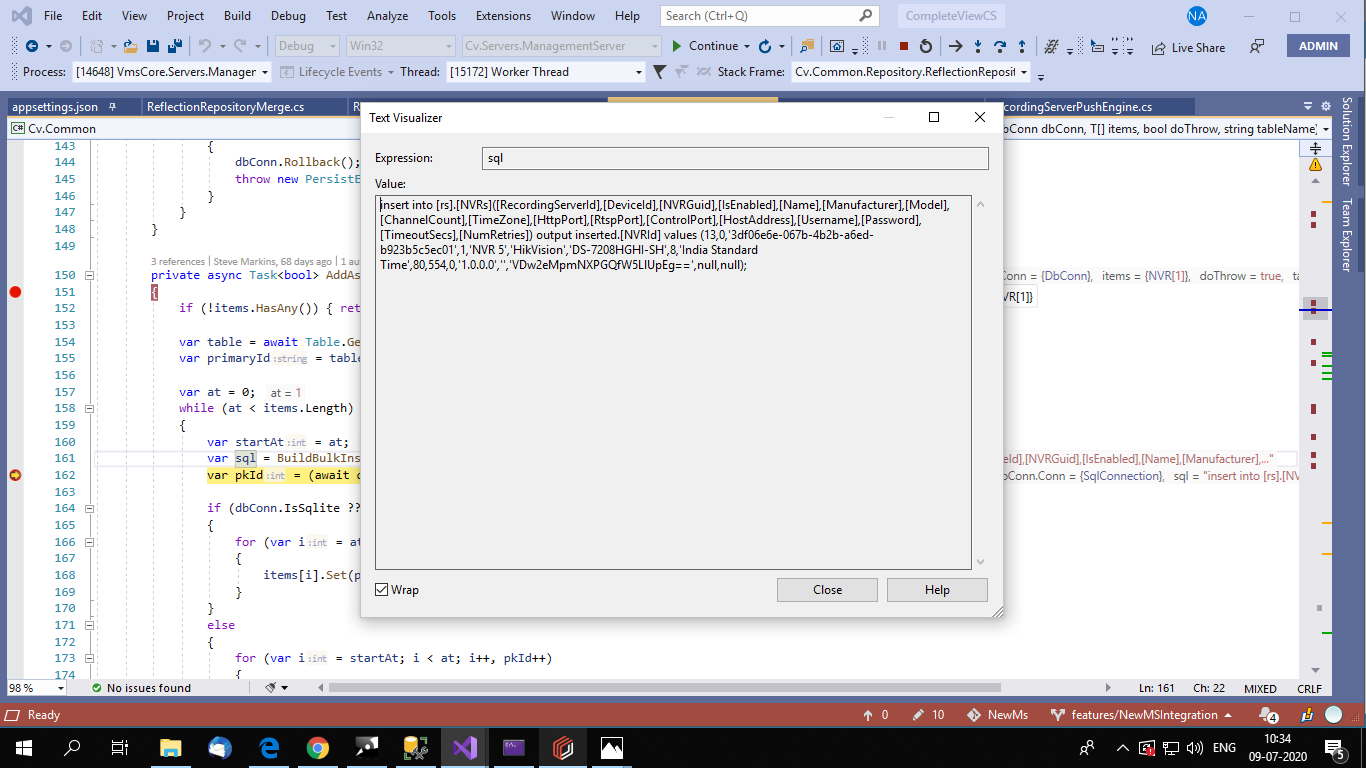 File Edit View Project Build Debug Test Analyze Tools Extensions Window Help Search (Ctrl+Q) CompleteViewCS NA
Debug Win32 Cv.Servers.ManagementServer Continue Live Share ADMIN
Process: [14648] VmsCore.Servers.Manager Lifecycle Events Thread: [15172] Worker Thread Stack Frame: Cv.Common.Repository.ReflectionReposit
appsettings.json ReflectionRepositoryMerge.cs R cordingServerPushEngine.cs
C# Cv.Common bConn dbConn, T[] items, bool doThrow, string tableName)
Solution Explorer
Team Explorer
Text Visualizer
Expression: sql
Value:
insert into [rs].[NVRs]([RecordingServerId],[DeviceId],[NVRGuid],[IsEnabled],[Name],[Manufacturer],[Model],
[ChannelCount],[TimeZone],[HttpPort],[RtspPort],[ControlPort],[HostAddress],[Username],[Password],
[TimeoutSecs],[NumRetries]) output inserted.[NVRId] values (13,0,'3df06e6e-067b-4b2b-a6ed-
b923b5c5ec01',1,'NVR 5','HikVision','DS-7208HGHI-SH',8,'India Standard
Time',80,554,0,'1.0.0.0','','VDw2eMpmNXPGQfW5LIUpEg==',null,null);
Wrap Close Help
143 {
144 dbConn.Rollback();
145 throw new PersistE
146 }
147 }
148 }
149
3 references | Steve Markins, 68 days ago | 1 au
150 private async Task<bool> AddAs Conn = {DbConn}, items = {NVR[1]}, doThrow = true, ta
151 { VR[1]}
152 if (!items.HasAny()) { ret
153
154 var table = await Table.Ge
155 var primaryId:string = table
156
157 var at = 0; at = 1
158 while (at < items.Length)
159 {
160 var startAt:int = at;
161 var sql = BuildBulkIns eId],[NVRGuid],[IsEnabled],[Name],[Manufacturer],..."
162 var pkId:int = (await d bConn.Conn = {SqlConnection}, sql = "insert into [rs].[NV
163
164 if (dbConn.IsSqlite ??
165 {
166 for (var i:int = at
167 {
168 items[i].Set(p
169 }
170 }
171 else
172 {
173 for (var i:int = startAt; i < at; i++, pkId++)
174 {
98 % No issues found Ln: 161 Ch: 22 MIXED CRLF
Ready 0 10 NewMs features/NewMSIntegration 4
ENG 10:34
09-07-2020 5